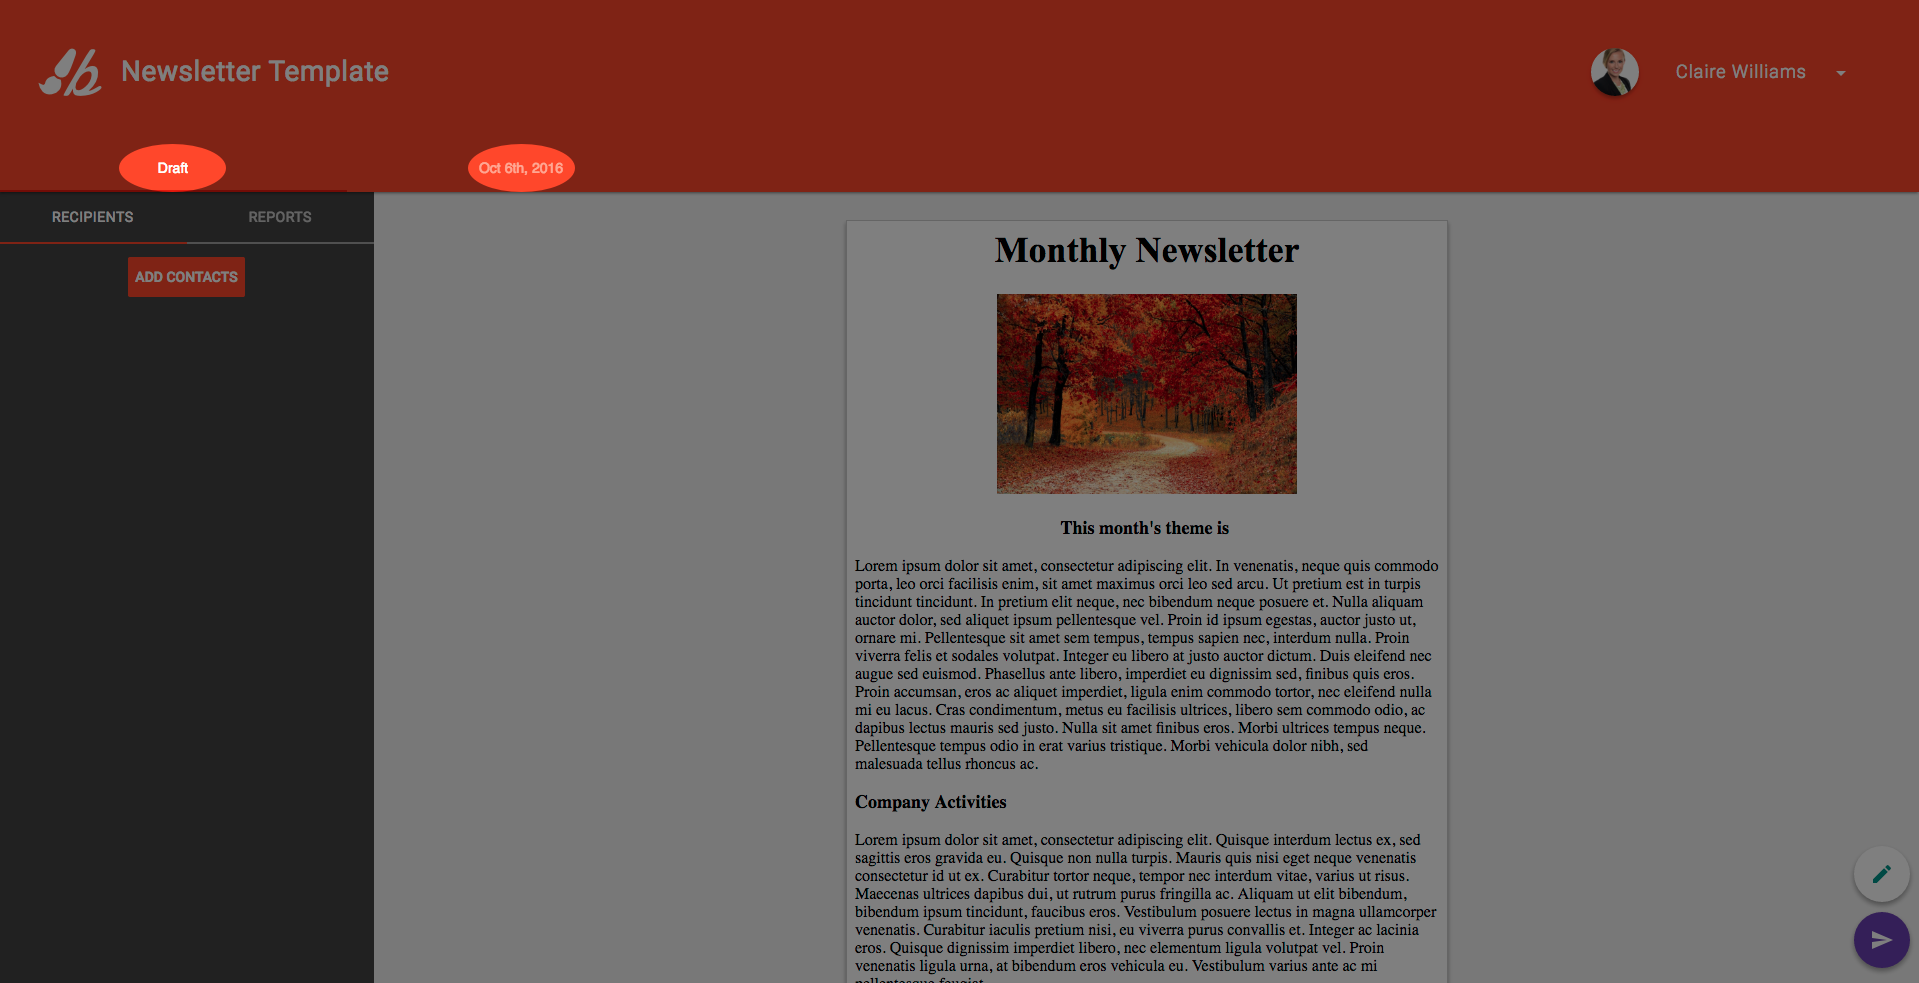 Newsletter Template
Claire Williams
Draft
Oct 6th, 2016
RECIPIENTS
REPORTS
ADD CONTACTS
Monthly Newsletter
This month's theme is
Lorem ipsum dolor sit amet, consectetur adipiscing elit. In venenatis, neque quis commodo
porta, leo orci facilisis enim, sit amet maximus orci leo sed arcu. Ut pretium est in turpis
tincidunt tincidunt. In pretium elit neque, nec bibendum neque posuere et. Nulla aliquam
auctor dolor, sed aliquet ipsum pellentesque vel. Proin id ipsum egestas, auctor justo ut,
ornare mi. Pellentesque sit amet sem tempus, tempus sapien nec, interdum nulla. Proin
viverra felis et sodales volutpat. Integer eu libero at justo auctor dictum. Duis eleifend nec
augue sed euismod. Phasellus ante libero, imperdiet eu dignissim sed, finibus quis eros.
Proin accumsan, eros ac aliquet imperdiet, ligula enim commodo tortor, nec eleifend nulla
mi eu lacus. Cras condimentum, metus eu facilisis ultrices, libero sem commodo odio, ac
dapibus lectus mauris sed justo. Nulla sit amet finibus eros. Morbi ultrices tempus neque.
Pellentesque tempus odio in erat varius tristique. Morbi vehicula dolor nibh, sed
malesuada tellus rhoncus ac.
Company Activities
Lorem ipsum dolor sit amet, consectetur adipiscing elit. Quisque interdum lectus ex, sed
sagittis eros gravida eu. Quisque non nulla turpis. Mauris quis nisi eget neque venenatis
consectetur id ut ex. Curabitur tortor neque, tempor nec interdum vitae, varius ut risus.
Maecenas ultrices dapibus dui, ut rutrum purus fringilla ac. Aliquam ut elit bibendum,
bibendum ipsum tincidunt, faucibus eros. Vestibulum posuere lectus in magna ullamcorper
venenatis. Curabitur iaculis pretium nisi, eu viverra purus convallis et. Integer ac lacinia
eros. Quisque dignissim imperdiet libero, nec elementum ligula volutpat vel. Proin
venenatis ligula urna, at bibendum eros vehicula eu. Vestibulum varius ante ac mi